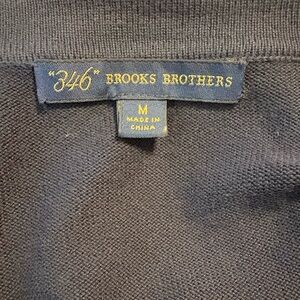 "346" BROOKS BROTHERS
M
MADE IN
CHINA